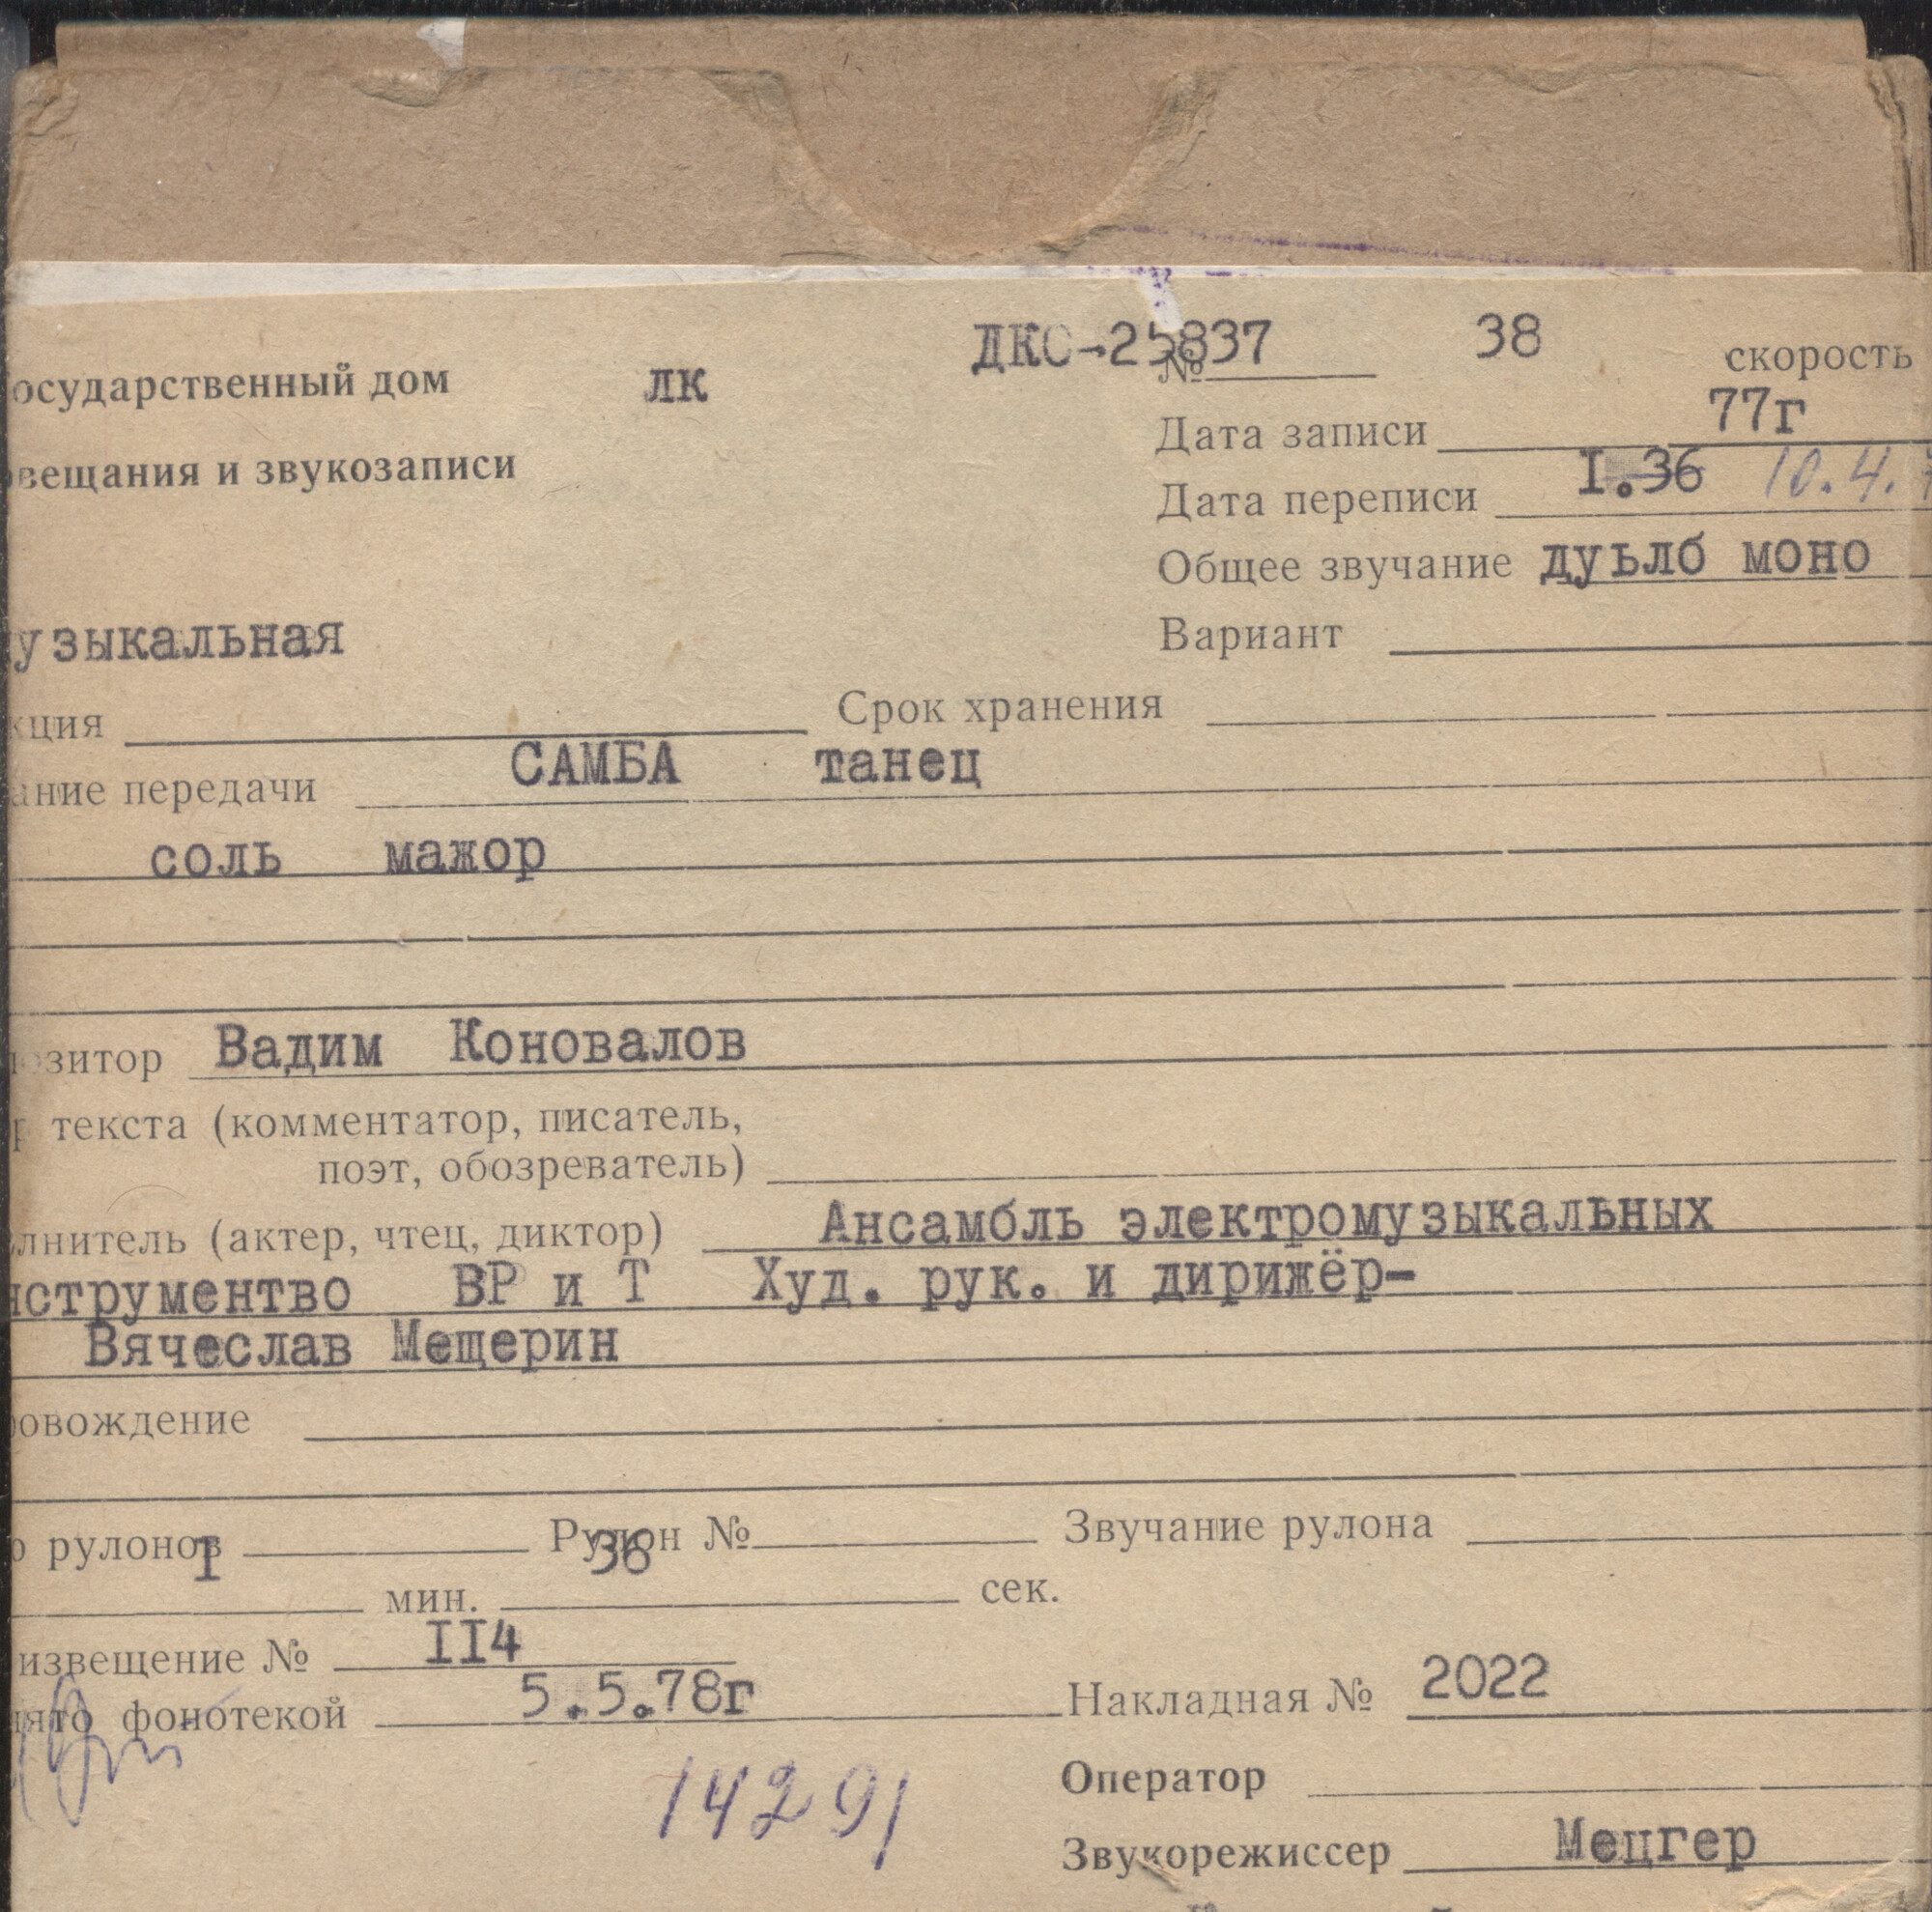 ДКС-25837 38
осударственный дом лк № скорость
77г
вещания и звукозаписи Дата записи
I.36 10.4.
Дата переписи
Общее звучание дуьлб моно
узыкальная Вариант
кция Срок хранения
ание передачи САМБА танец
соль мажор
озитор Вадим Коновалов
р текста (комментатор, писатель,
поэт, обозреватель)
лнитель (актер, чтец, диктор) Ансамбль электромузыкальных
нструментво ВР и Т Худ. рук. и дирижёр-
Вячеслав Мещерин
ровождение
о рулонов I Рулон № 36 Звучание рулона
мин. сек.
извещение № II4
нято фонотекой 5.5.78г Накладная № 2022
14291
Оператор
Звукорежиссер Мецгер